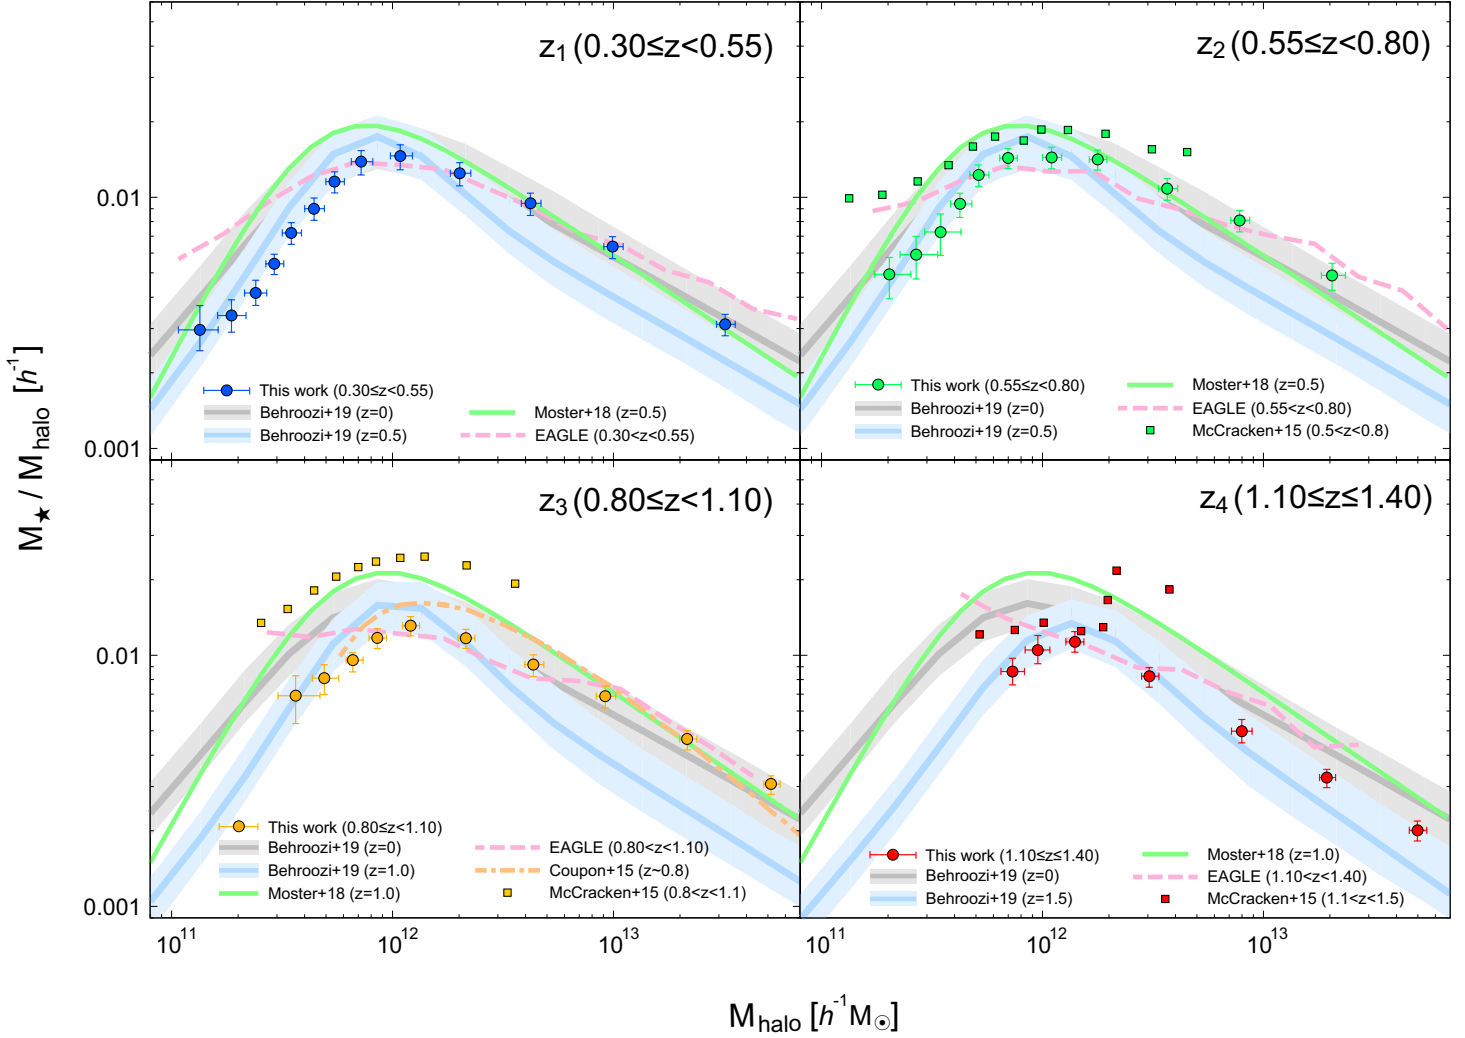 z₁ (0.30≤z<0.55)
z₂ (0.55≤z<0.80)
0.01
0.001
This work (0.30≤z<0.55)
Behroozi+19 (z=0)
Behroozi+19 (z=0.5)
Moster+18 (z=0.5)
EAGLE (0.30<z<0.55)
This work (0.55≤z<0.80)
Behroozi+19 (z=0)
Behroozi+19 (z=0.5)
Moster+18 (z=0.5)
EAGLE (0.55<z<0.80)
McCracken+15 (0.5<z<0.8)
M★ / Mhalo [h⁻¹]
z₃ (0.80≤z<1.10)
z₄ (1.10≤z≤1.40)
0.01
0.001
This work (0.80≤z<1.10)
Behroozi+19 (z=0)
Behroozi+19 (z=1.0)
Moster+18 (z=1.0)
EAGLE (0.80<z<1.10)
Coupon+15 (z~0.8)
McCracken+15 (0.8<z<1.1)
This work (1.10≤z≤1.40)
Behroozi+19 (z=0)
Behroozi+19 (z=1.5)
Moster+18 (z=1.0)
EAGLE (1.10<z<1.40)
McCracken+15 (1.1<z<1.5)
10¹¹ 10¹² 10¹³ 10¹¹ 10¹² 10¹³
Mhalo [h⁻¹M☉]